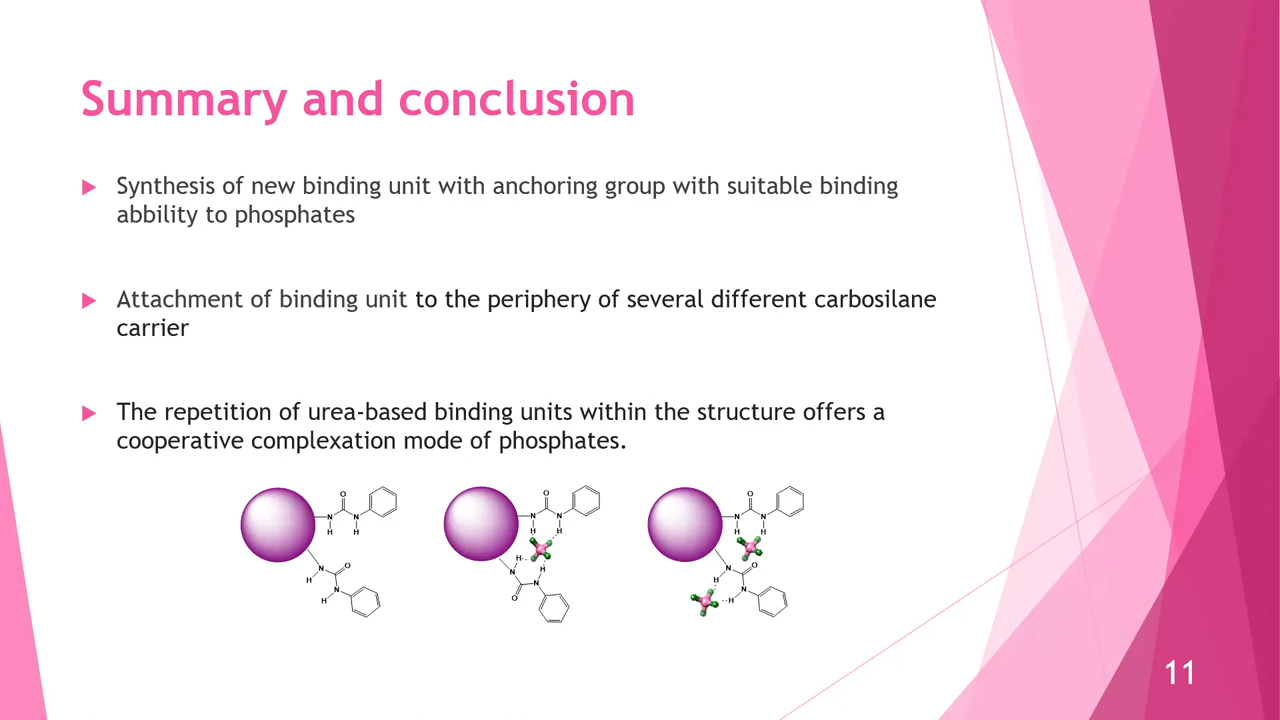 Summary and conclusion
Synthesis of new binding unit with anchoring group with suitable binding
abbility to phosphates
Attachment of binding unit to the periphery of several different carbosilane
carrier
The repetition of urea-based binding units within the structure offers a
cooperative complexation mode of phosphates.
O
N
N
H
H
N
O
H
N
H
O
N
N
H
H
H
N
H
N
O
O
N
N
H
H
N
O
H
N
H
11